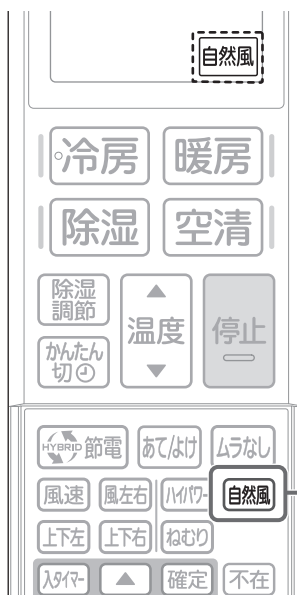 自然風
冷房 暖房
除湿 空清
除湿
調節
温度
停止
かんたん
切
HYBRID 節電 あて/よけ ムラなし
風速 風左右 ハイパワー 自然風
上下左 上下右 ねむり
入タイマー 確定 不在